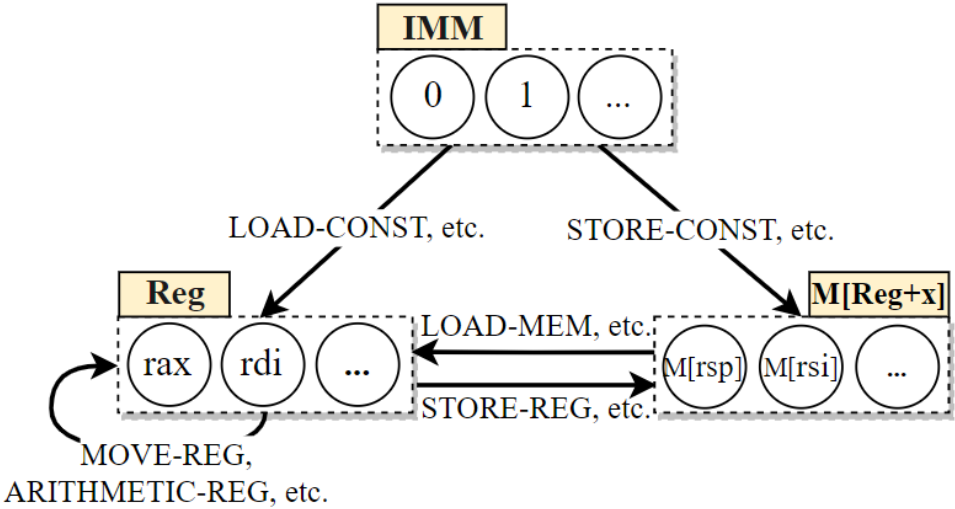 IMM
0 1 ...
LOAD-CONST, etc.
STORE-CONST, etc.
Reg
M[Reg+x]
rax rdi ...
LOAD-MEM, etc.
STORE-REG, etc.
M[rsp] M[rsi] ...
MOVE-REG,
ARITHMETIC-REG, etc.